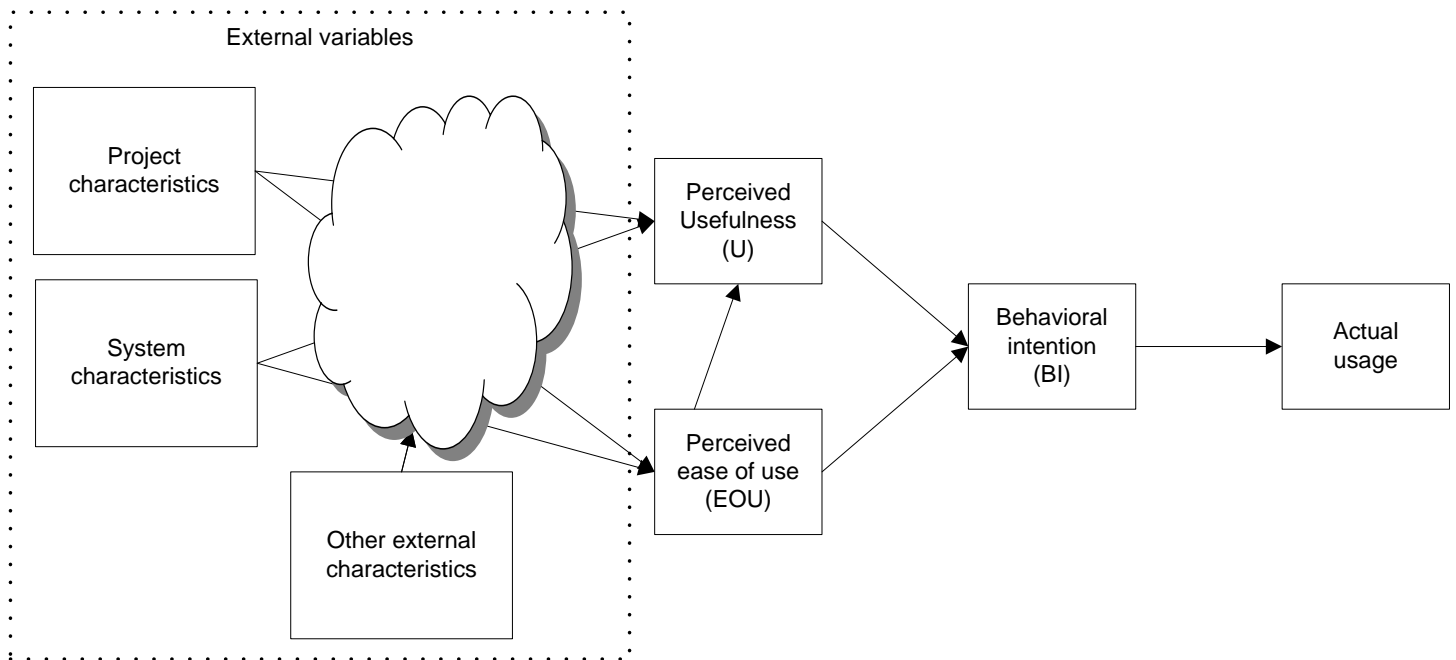 External variables
Project
characteristics
System
characteristics
Other external
characteristics
Perceived
Usefulness
(U)
Perceived
ease of use
(EOU)
Behavioral
intention
(BI)
Actual
usage